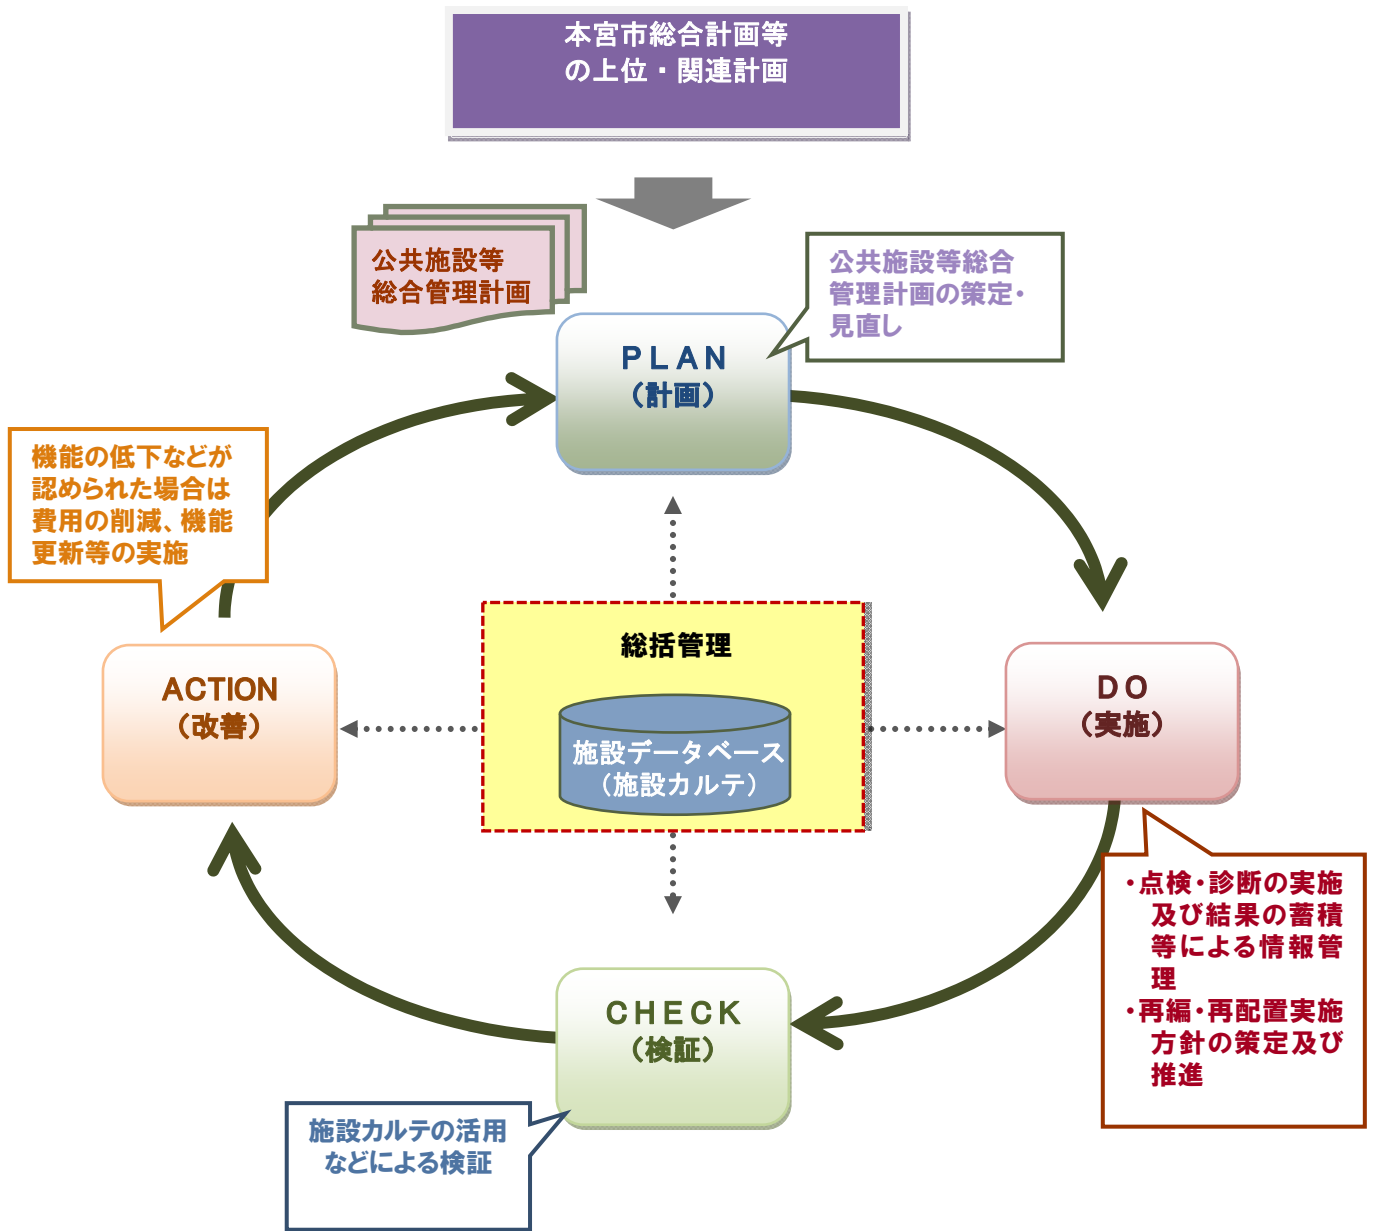 本宮市総合計画等
の上位・関連計画
公共施設等
総合管理計画
公共施設等総合
管理計画の策定・
見直し
ＰＬＡＮ
（計画）
機能の低下などが
認められた場合は
費用の削減、機能
更新等の実施
総括管理
施設データベース
（施設カルテ）
ACTION
（改善）
ＤＯ
（実施）
・点検・診断の実施
及び結果の蓄積
等による情報管
理
・再編・再配置実施
方針の策定及び
推進
ＣＨＥＣＫ
（検証）
施設カルテの活用
などによる検証